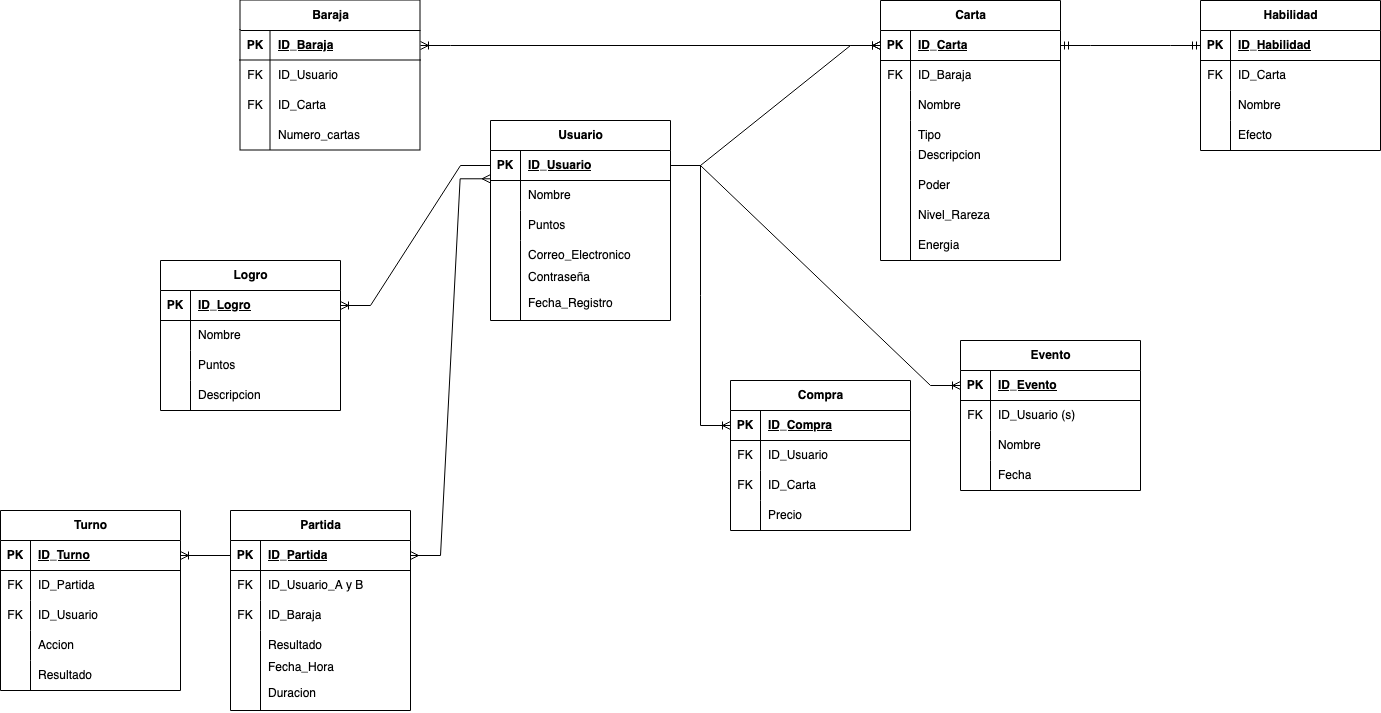 Baraja
PK ID_Baraja
FK ID_Usuario
FK ID_Carta
Numero_cartas
Carta
PK ID_Carta
FK ID_Baraja
Nombre
Tipo
Descripcion
Poder
Nivel_Rareza
Energia
Habilidad
PK ID_Habilidad
FK ID_Carta
Nombre
Efecto
Usuario
PK ID_Usuario
Nombre
Puntos
Correo_Electronico
Contraseña
Fecha_Registro
Logro
PK ID_Logro
Nombre
Puntos
Descripcion
Evento
PK ID_Evento
FK ID_Usuario (s)
Nombre
Fecha
Compra
PK ID_Compra
FK ID_Usuario
FK ID_Carta
Precio
Turno
PK ID_Turno
FK ID_Partida
FK ID_Usuario
Accion
Resultado
Partida
PK ID_Partida
FK ID_Usuario_A y B
FK ID_Baraja
Resultado
Fecha_Hora
Duracion